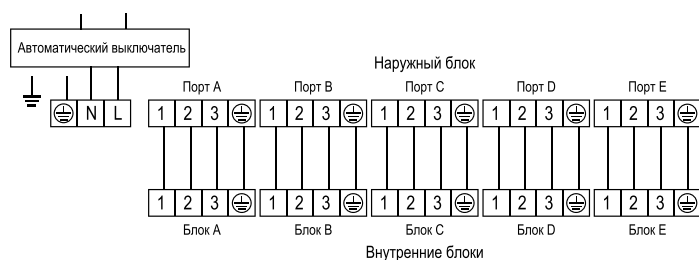 Автоматический выключатель
Наружный блок
Порт A Порт B Порт C Порт D Порт E
N L 1 2 3 1 2 3 1 2 3 1 2 3 1 2 3
1 2 3 1 2 3 1 2 3 1 2 3 1 2 3
Блок A Блок B Блок C Блок D Блок E
Внутренние блоки